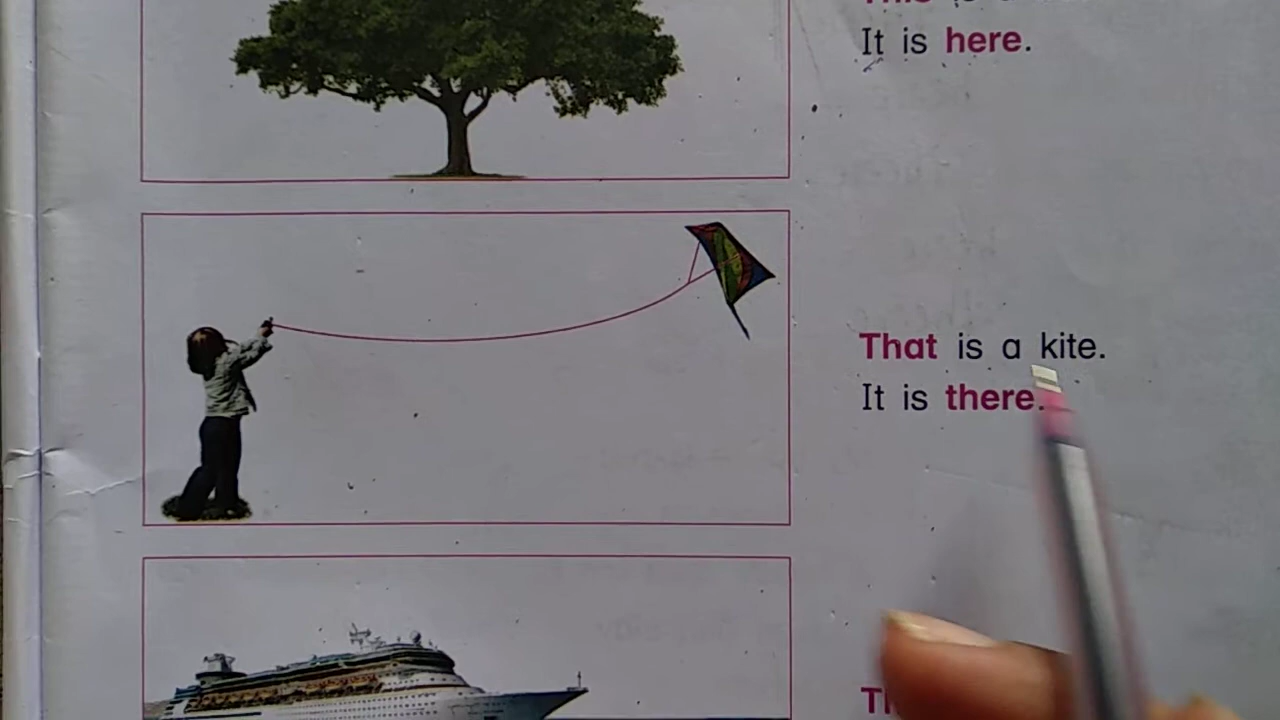 It is here.
That is a kite.
It is there.